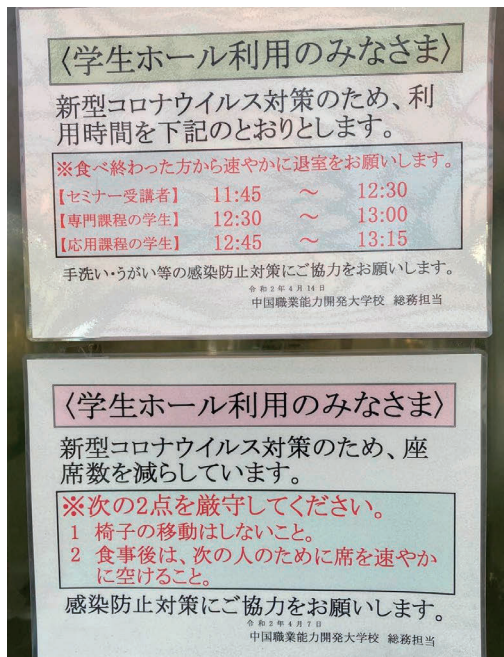 〈学生ホール利用のみなさま〉
新型コロナウイルス対策のため、利
用時間を下記のとおりとします。
※食べ終わった方から速やかに退室をお願いします。
【セミナー受講者】 11:45 ～ 12:30
【専門課程の学生】 12:30 ～ 13:00
【応用課程の学生】 12:45 ～ 13:15
手洗い・うがい等の感染防止対策にご協力をお願いします。
令和2年4月14日
中国職業能力開発大学校 総務担当
〈学生ホール利用のみなさま〉
新型コロナウイルス対策のため、座
席数を減らしています。
※次の2点を厳守してください。
1 椅子の移動はしないこと。
2 食事後は、次の人のために席を速やか
に空けること。
感染防止対策にご協力をお願いします。
令和2年4月7日
中国職業能力開発大学校 総務担当